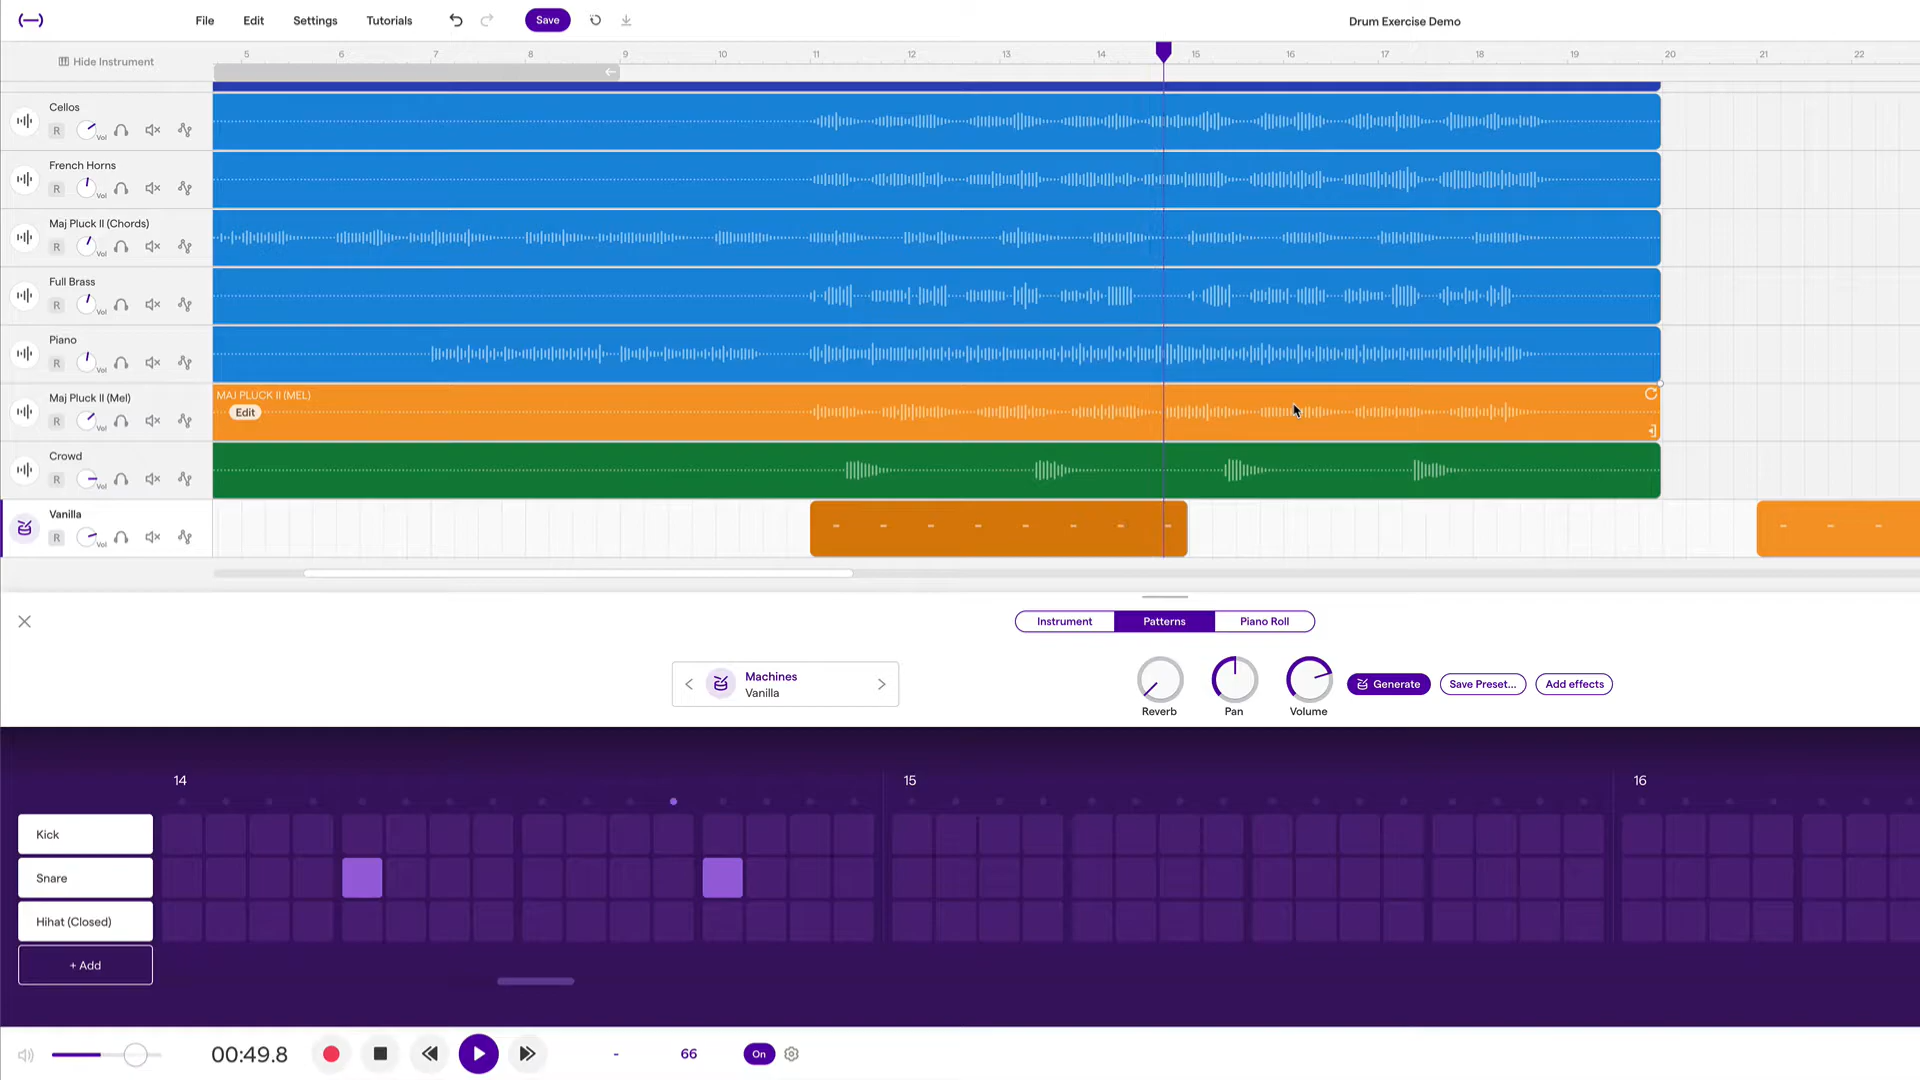 File Edit Settings Tutorials Save Drum Exercise Demo
Hide Instrument
5 6 7 8 9 10 11 12 13 14 15 16 17 18 19 20 21 22
Cellos
R Vol
French Horns
R Vol
Maj Pluck II (Chords)
R Vol
Full Brass
R Vol
Piano
R Vol
Maj Pluck II (Mel)
R Vol
MAJ PLUCK II (MEL)
Edit
Crowd
R Vol
Vanilla
R Vol
Instrument Patterns Piano Roll
Machines
Vanilla
Reverb Pan Volume
Generate Save Preset... Add effects
14 15 16
Kick
Snare
Hihat (Closed)
+ Add
00:49.8 - 66 On